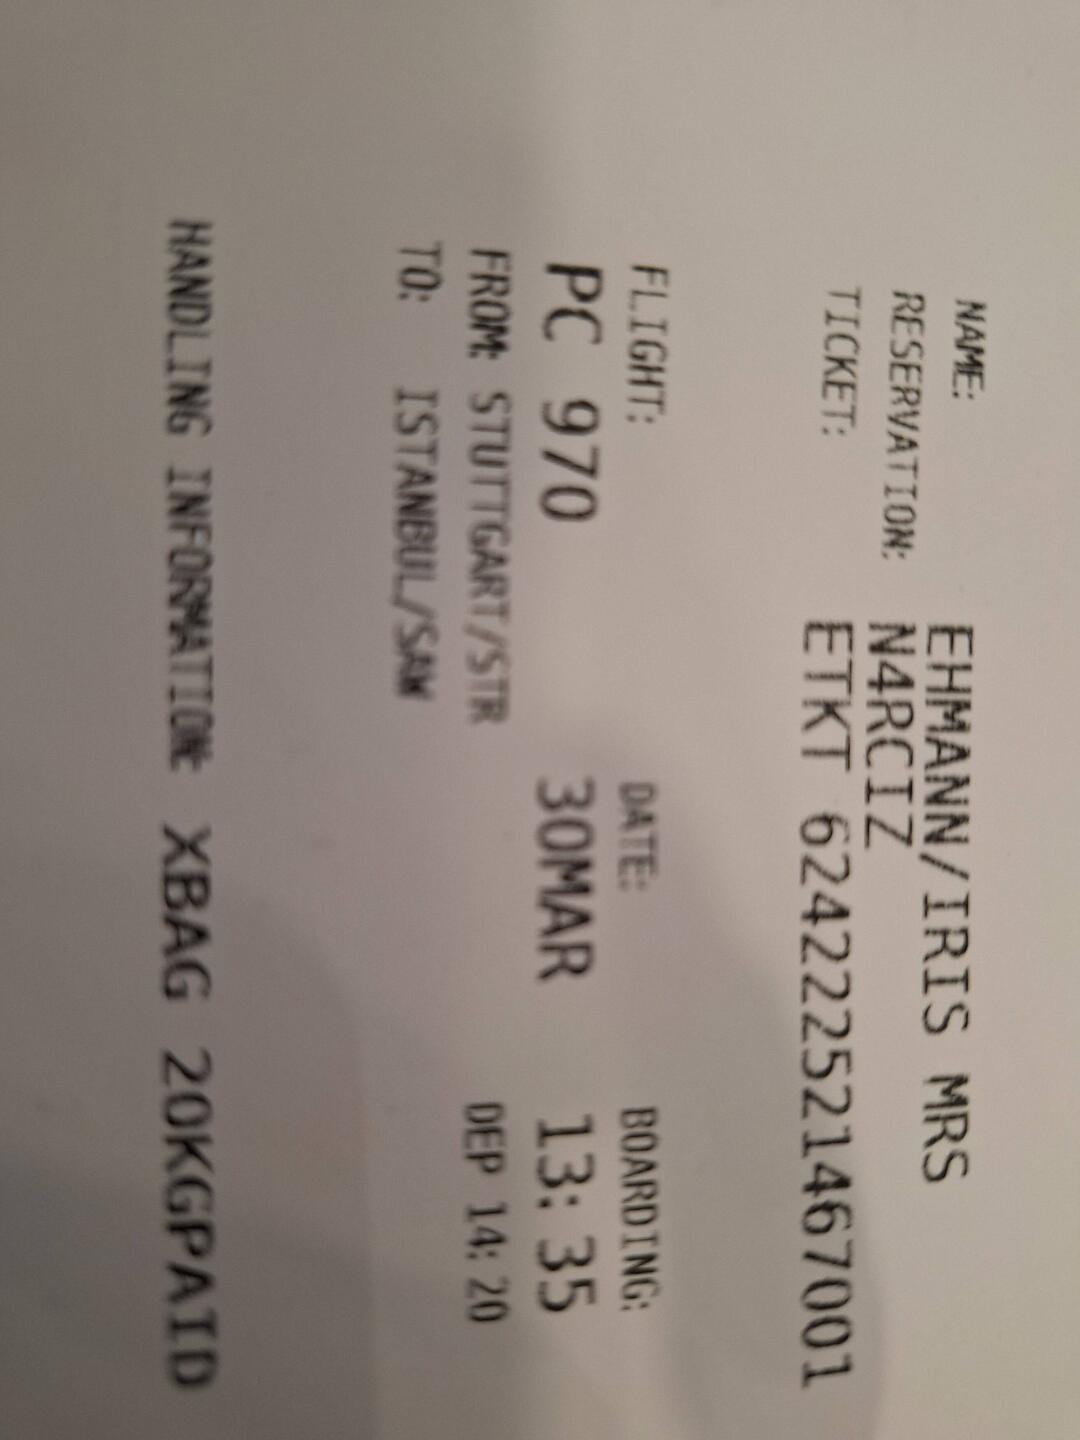 NAME: EHMANN/IRIS MRS
RESERVATION: N4RCIZ
TICKET: ETKT 624222521467001
FLIGHT: DATE: BOARDING:
PC 970 30MAR 13:35
FROM: STUTTGART/STR DEP 14:20
TO: ISTANBUL/SAW
HANDLING INFORMATION: XBAG 20KGPAID